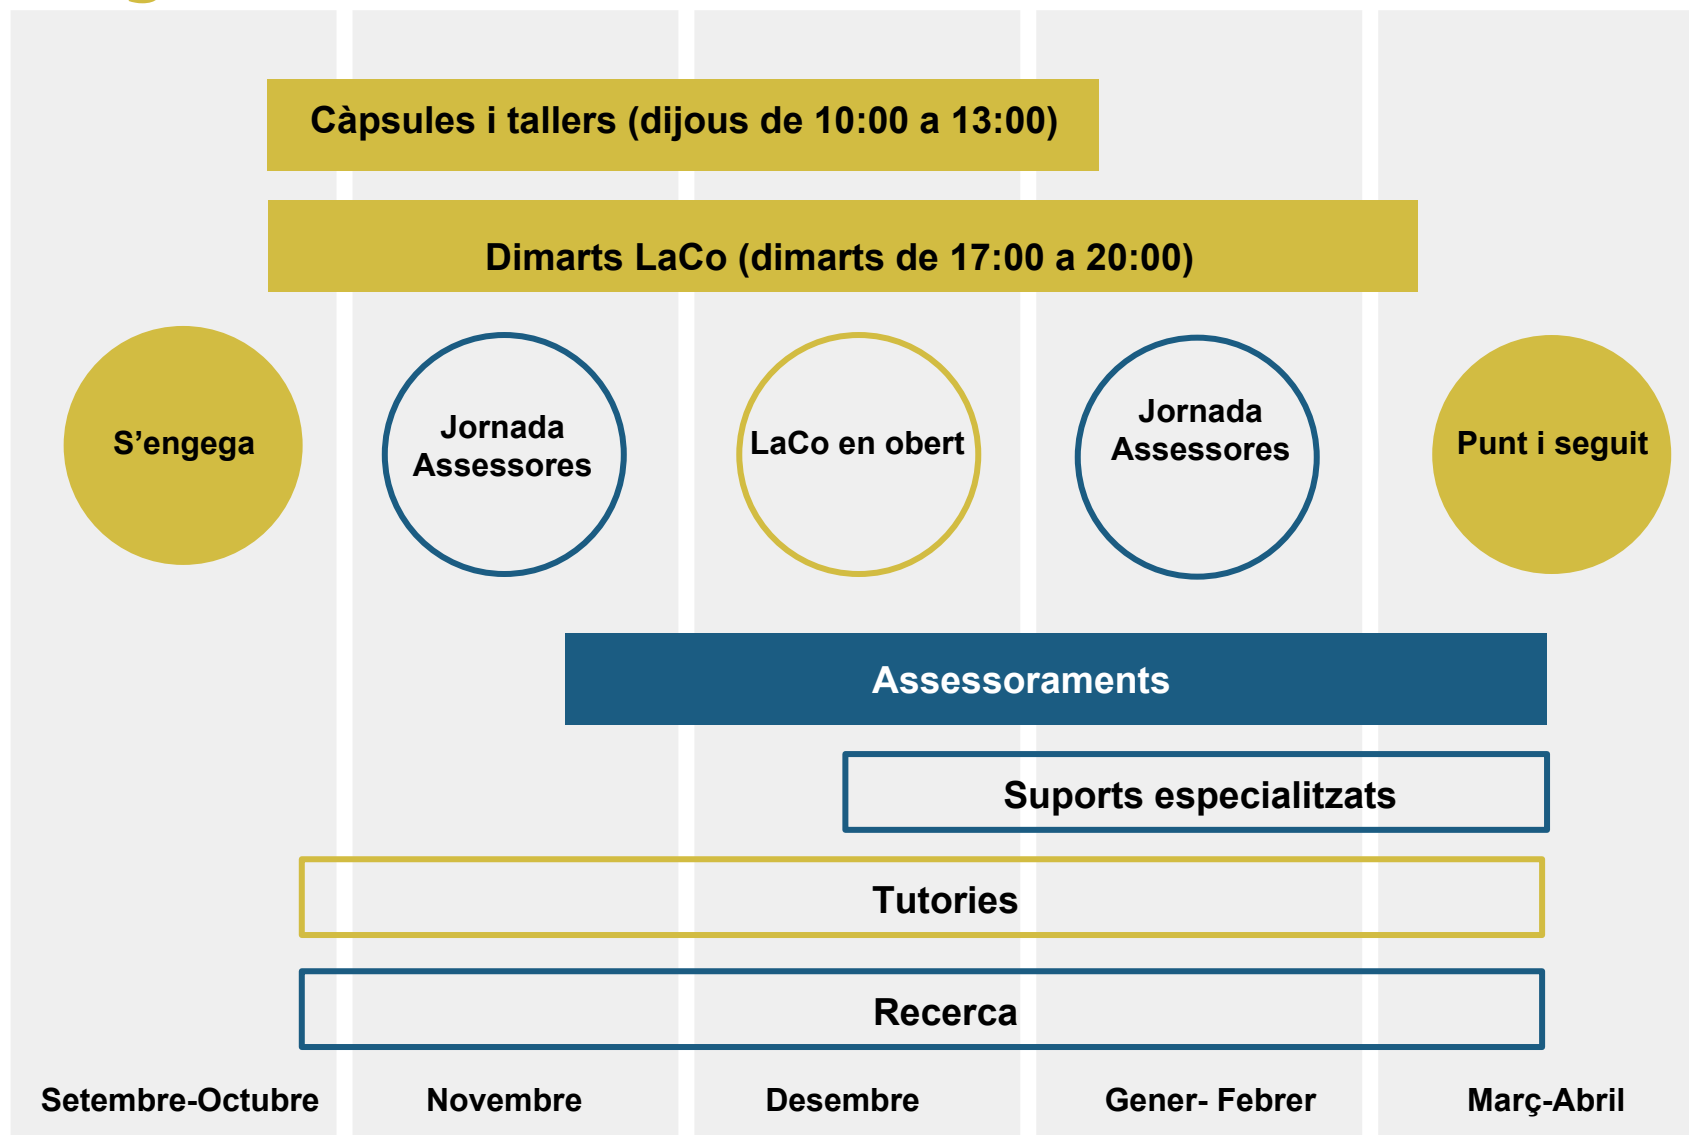 Càpsules i tallers (dijous de 10:00 a 13:00)
Dimarts LaCo (dimarts de 17:00 a 20:00)
S’engega
Jornada
Assessores
LaCo en obert
Jornada
Assessores
Punt i seguit
Assessoraments
Suports especialitzats
Tutories
Recerca
Setembre-Octubre
Novembre
Desembre
Gener- Febrer
Març-Abril